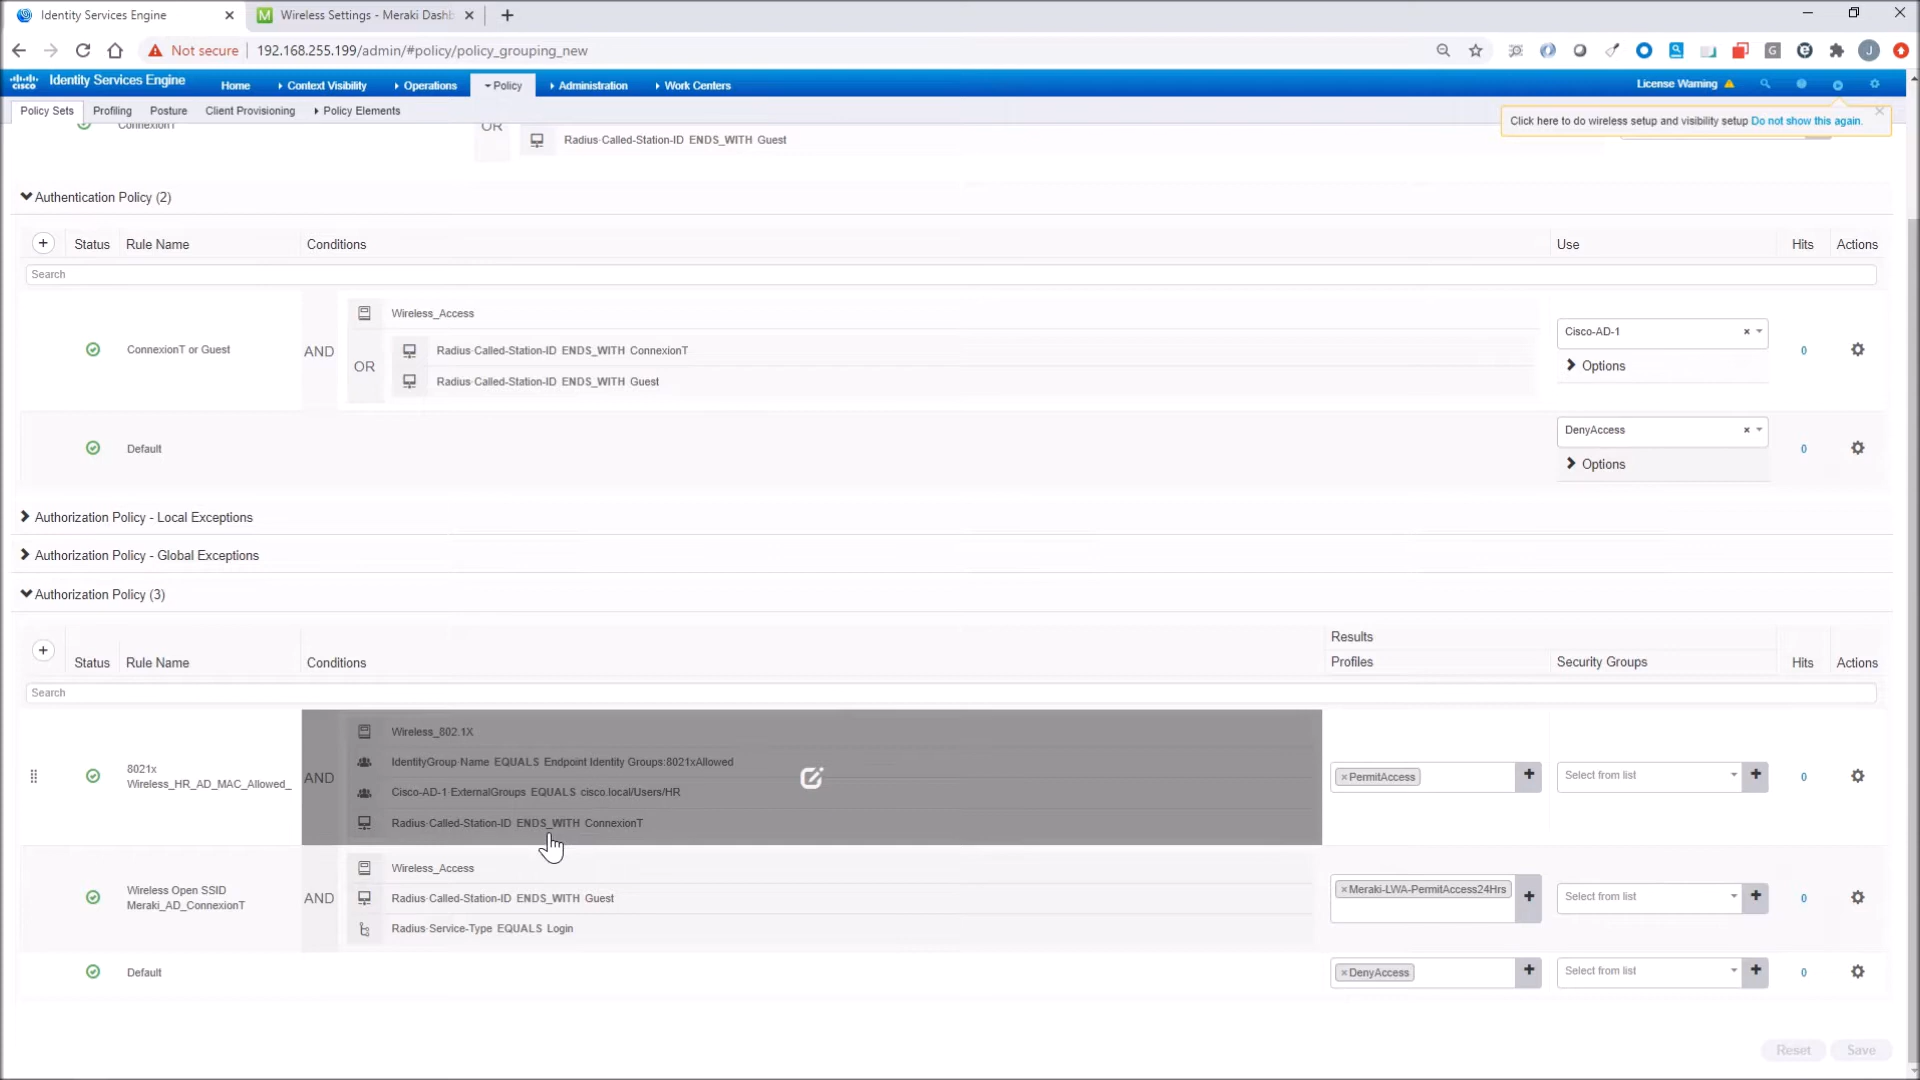 Identity Services Engine
Wireless Settings - Meraki Dashb
Not secure
192.168.255.199/admin/#policy/policy_grouping_new
Identity Services Engine
Home
Context Visibility
Operations
Policy
Administration
Work Centers
License Warning
Policy Sets
Profiling
Posture
Client Provisioning
Policy Elements
Click here to do wireless setup and visibility setup Do not show this again.
ConnexionT
OR
Radius·Called-Station-ID ENDS_WITH Guest
Authentication Policy (2)
Status
Rule Name
Conditions
Use
Hits
Actions
Search
ConnexionT or Guest
AND
Wireless_Access
OR
Radius·Called-Station-ID ENDS_WITH ConnexionT
Radius·Called-Station-ID ENDS_WITH Guest
Cisco-AD-1
Options
0
Default
DenyAccess
Options
0
Authorization Policy - Local Exceptions
Authorization Policy - Global Exceptions
Authorization Policy (3)
Results
Status
Rule Name
Conditions
Profiles
Security Groups
Hits
Actions
Search
8021x
Wireless_HR_AD_MAC_Allowed_
AND
Wireless_802.1X
IdentityGroup·Name EQUALS Endpoint Identity Groups:8021xAllowed
Cisco-AD-1·ExternalGroups EQUALS cisco.local/Users/HR
Radius·Called-Station-ID ENDS_WITH ConnexionT
×PermitAccess
Select from list
0
Wireless Open SSID
Meraki_AD_ConnexionT
AND
Wireless_Access
Radius·Called-Station-ID ENDS_WITH Guest
Radius·Service-Type EQUALS Login
×Meraki-LWA-PermitAccess24Hrs
Select from list
0
Default
×DenyAccess
Select from list
0
Reset
Save